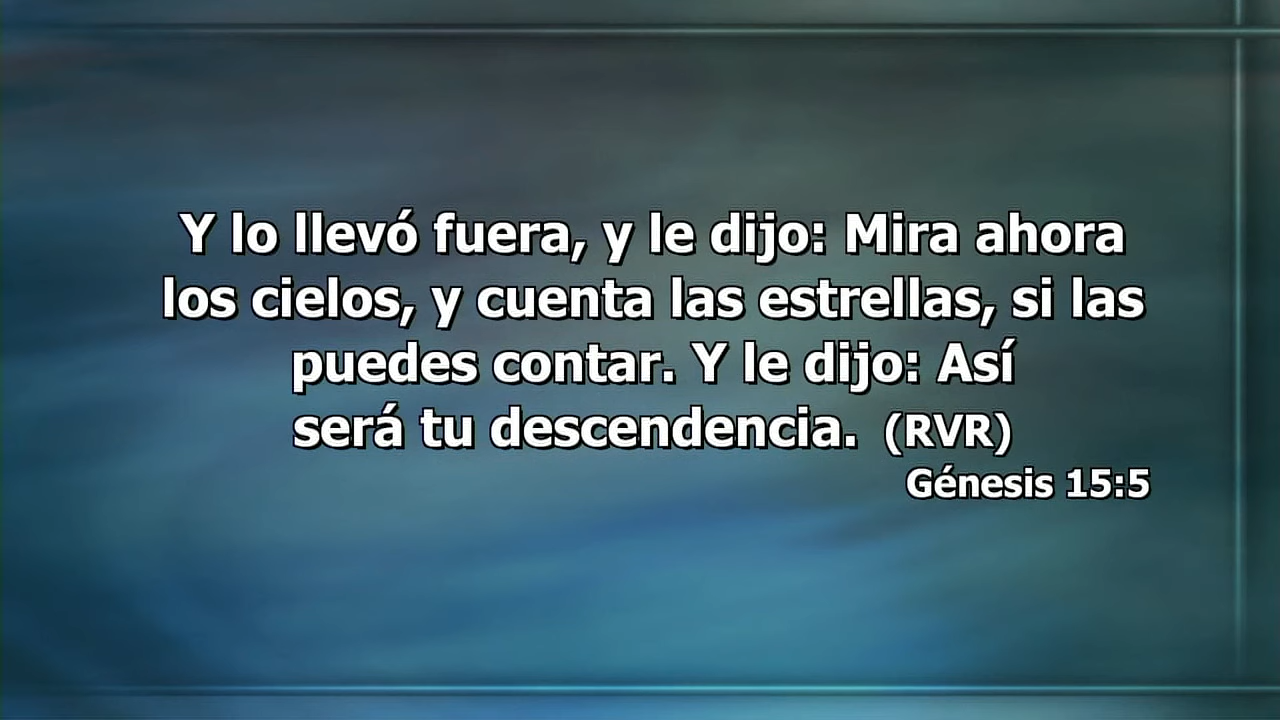 Y lo llevó fuera, y le dijo: Mira ahora
los cielos, y cuenta las estrellas, si las
puedes contar. Y le dijo: Así
será tu descendencia. (RVR)
Génesis 15:5